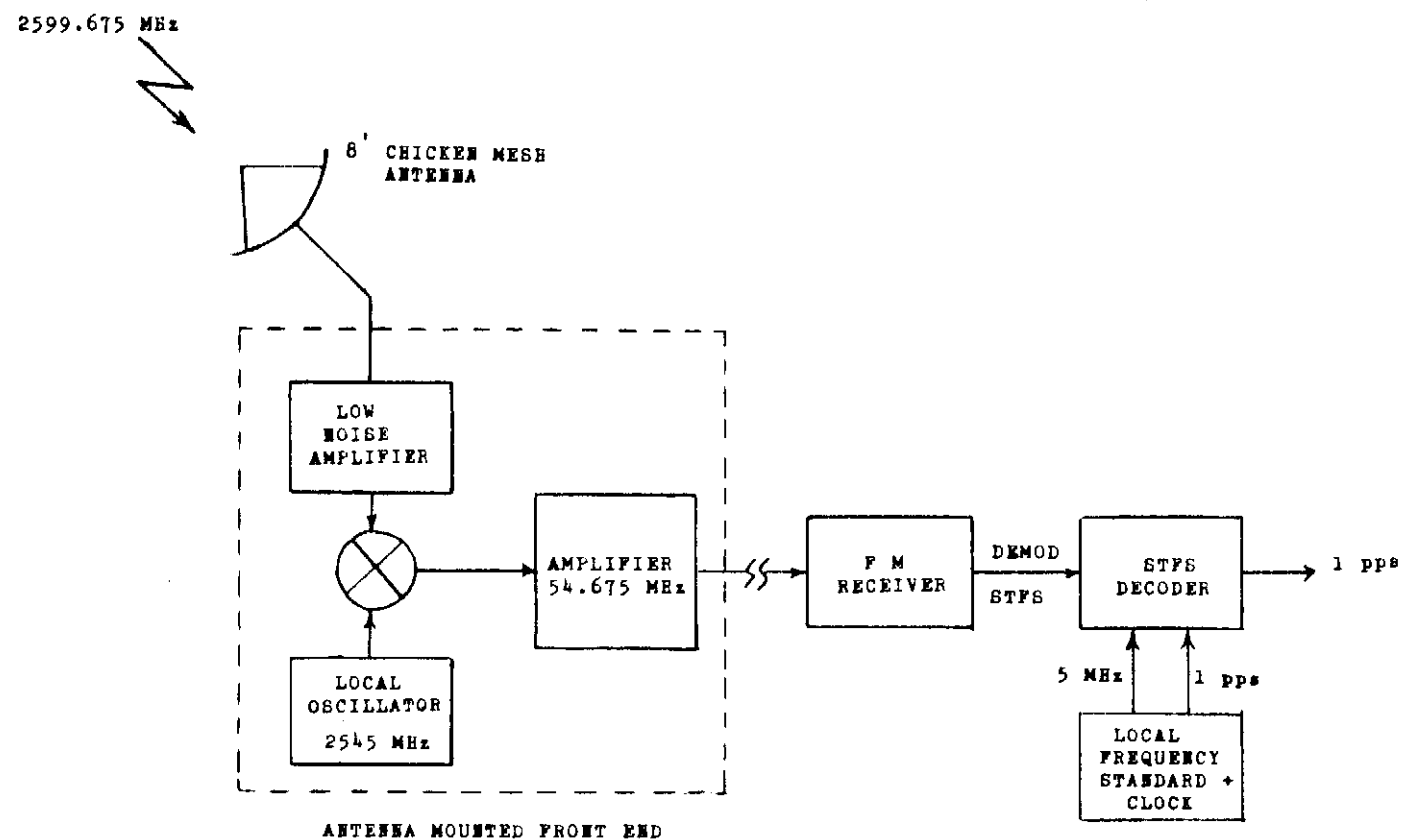 2599.675 MHz
8' CHICKEN MESH
ANTENNA
LOW
NOISE
AMPLIFIER
AMPLIFIER
54.675 MHz
LOCAL
OSCILLATOR
2545 MHz
ANTENNA MOUNTED FRONT END
F M
RECEIVER
DEMOD
STFS
STFS
DECODER
1 pps
5 MHz
1 pps
LOCAL
FREQUENCY
STANDARD +
CLOCK